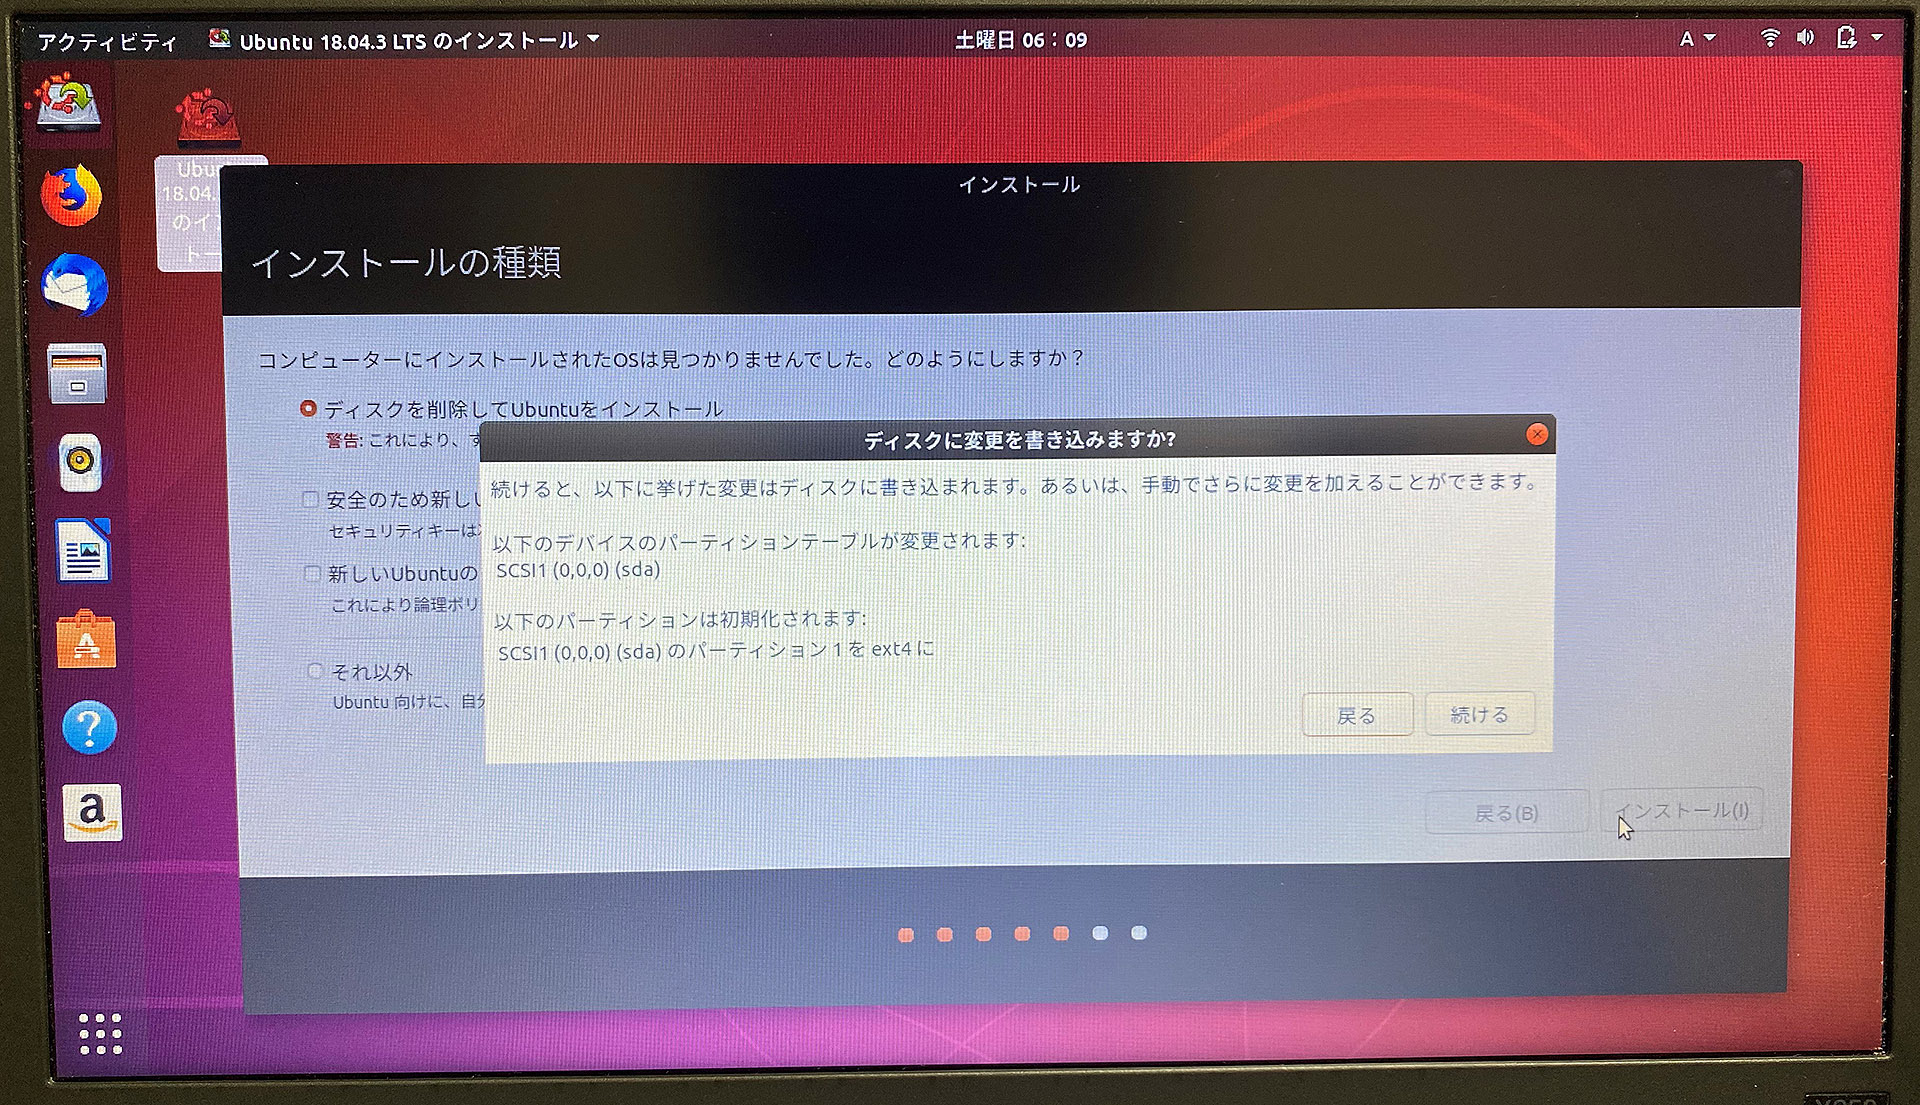 アクティビティ
Ubuntu 18.04.3 LTS のインストール
土曜日 06：09
A
Ubu
18.04.
のイ
トー
インストール
インストールの種類
コンピューターにインストールされたOSは見つかりませんでした。どのようにしますか？
ディスクを削除してUbuntuをインストール
警告: これにより、す
安全のため新しい
セキュリティキーは
新しいUbuntuの
これにより論理ボリ
それ以外
Ubuntu 向けに、自分
ディスクに変更を書き込みますか?
続けると、以下に挙げた変更はディスクに書き込まれます。あるいは、手動でさらに変更を加えることができます。
以下のデバイスのパーティションテーブルが変更されます:
SCSI1 (0,0,0) (sda)
以下のパーティションは初期化されます:
SCSI1 (0,0,0) (sda) のパーティション 1 を ext4 に
戻る
続ける
戻る(B)
インストール(I)